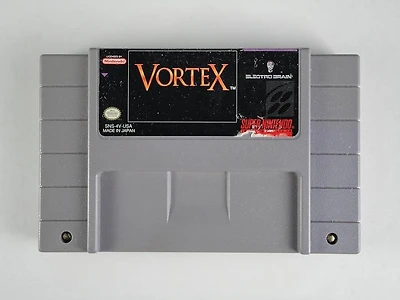 LICENSED BY
Nintendo
VORTEX
TM
ELECTRO BRAIN
SNS-4V-USA
MADE IN JAPAN
SUPER NINTENDO